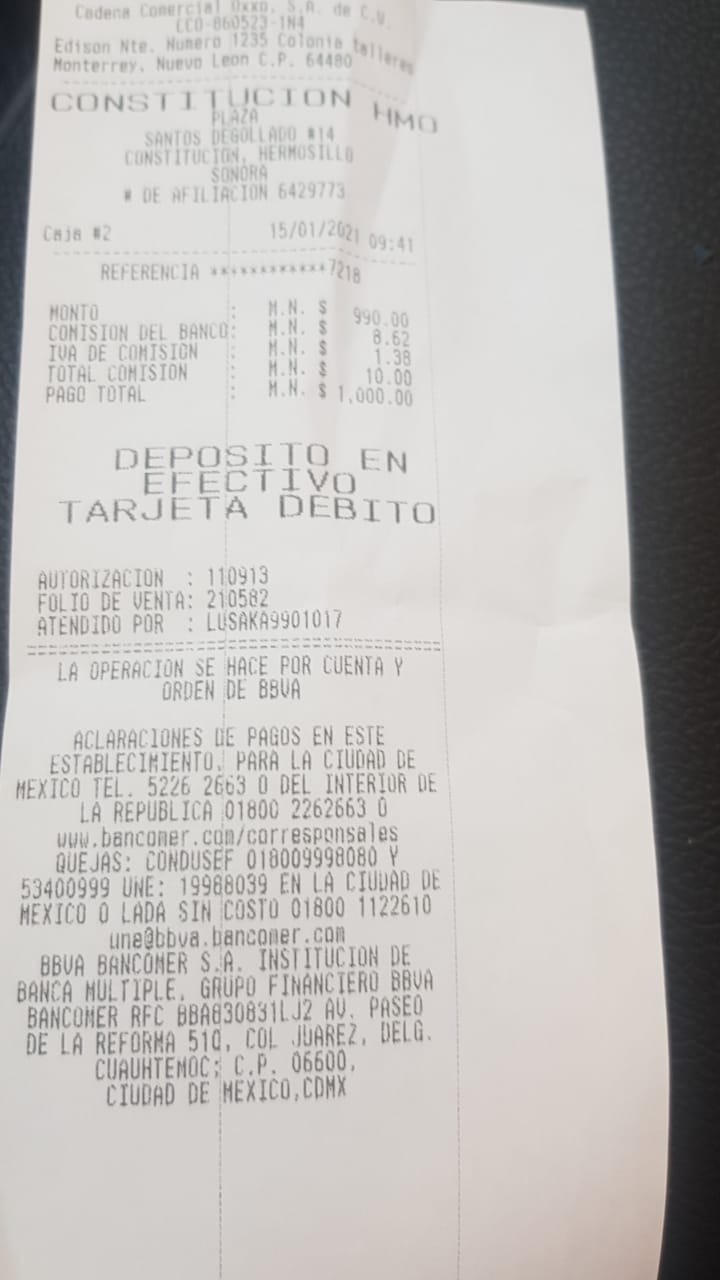 Cadena Comercial Oxxo, S.A. de C.V.
CCO-860523-1N4
Edison Nte. Numero 1235 Colonia talleres
Monterrey, Nuevo Leon C.P. 64480
CONSTITUCION HMO
PLAZA
SANTOS DEGOLLADO #14
CONSTITUCION, HERMOSILLO
SONORA
# DE AFILIACION 6429773
Caja #2 15/01/2021 09:41
REFERENCIA ************7218
MONTO : M.N. $ 990.00
COMISION DEL BANCO: M.N. $ 8.62
IVA DE COMISION : M.N. $ 1.38
TOTAL COMISION : M.N. $ 10.00
PAGO TOTAL : M.N. $ 1,000.00
DEPOSITO EN
EFECTIVO
TARJETA DEBITO
AUTORIZACION : 110913
FOLIO DE VENTA: 210582
ATENDIDO POR : LUSAKA9901017
LA OPERACION SE HACE POR CUENTA Y
ORDEN DE BBVA
ACLARACIONES DE PAGOS EN ESTE
ESTABLECIMIENTO. PARA LA CIUDAD DE
MEXICO TEL. 5226 2663 O DEL INTERIOR DE
LA REPUBLICA 01800 2262663 O
www.bancomer.com/corresponsales
QUEJAS: CONDUSEF 018009998080 Y
53400999 UNE: 19988039 EN LA CIUDAD DE
MEXICO O LADA SIN COSTO 01800 1122610
une@bbva.bancomer.com
BBVA BANCOMER S.A. INSTITUCION DE
BANCA MULTIPLE, GRUPO FINANCIERO BBVA
BANCOMER RFC BBA830831LJ2 AV. PASEO
DE LA REFORMA 510, COL JUAREZ, DELG.
CUAUHTEMOC; C.P. 06600,
CIUDAD DE MEXICO,CDMX